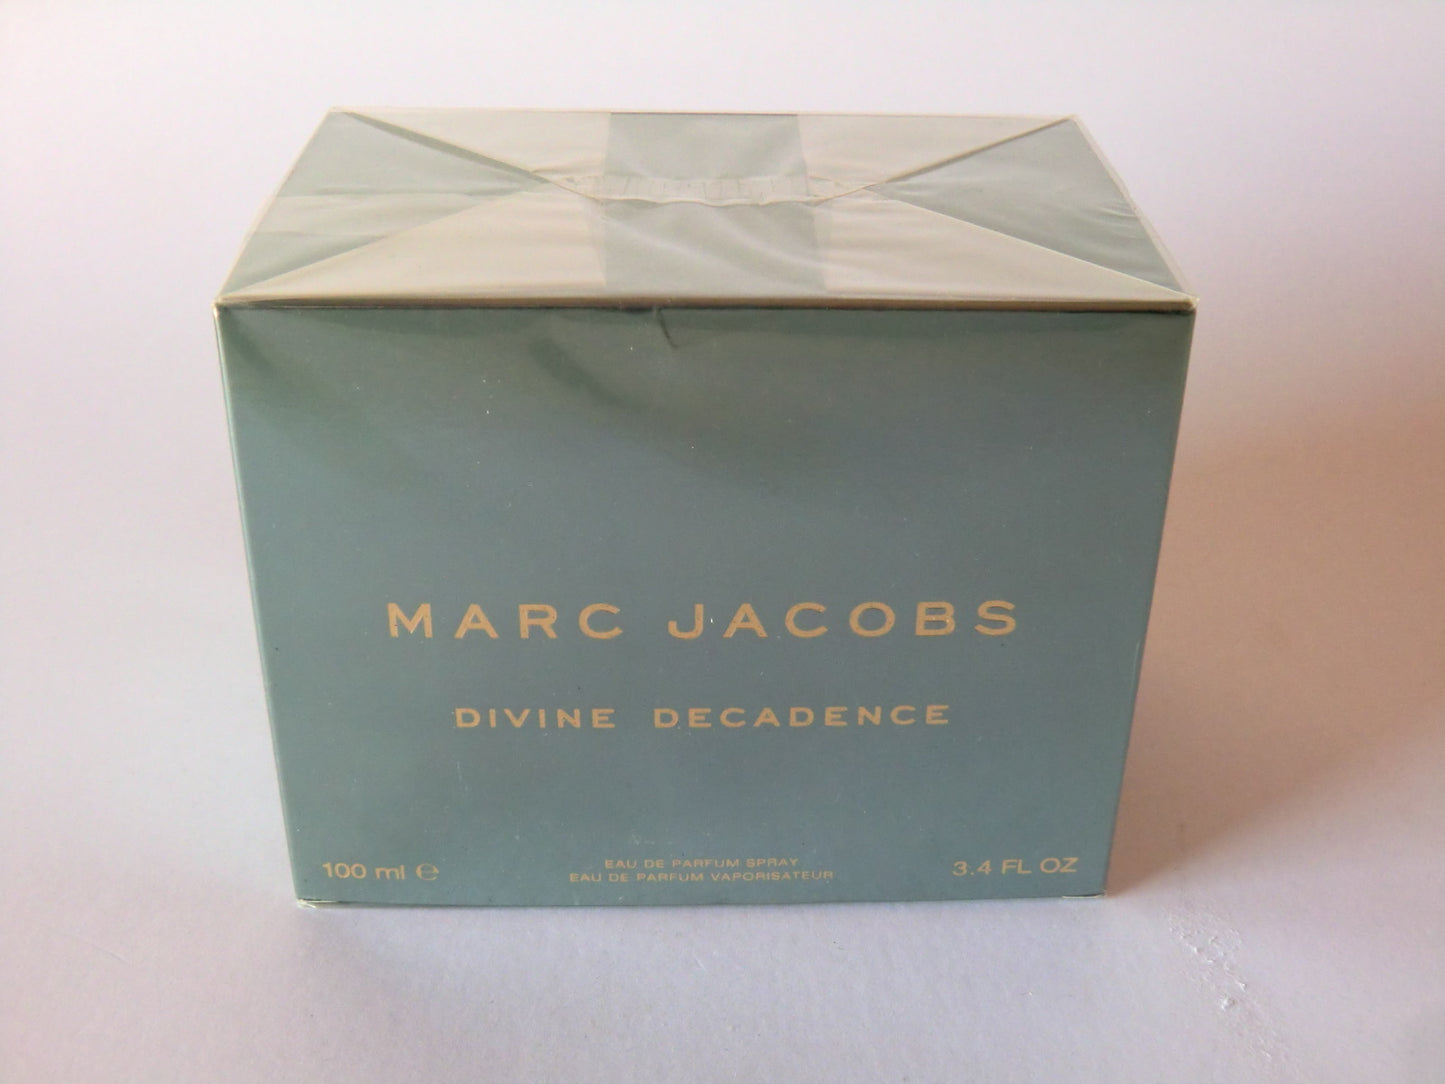 MARC JACOBS
DIVINE DECADENCE
EAU DE PARFUM SPRAY
100 ml ℮ EAU DE PARFUM VAPORISATEUR 3.4 FL OZ